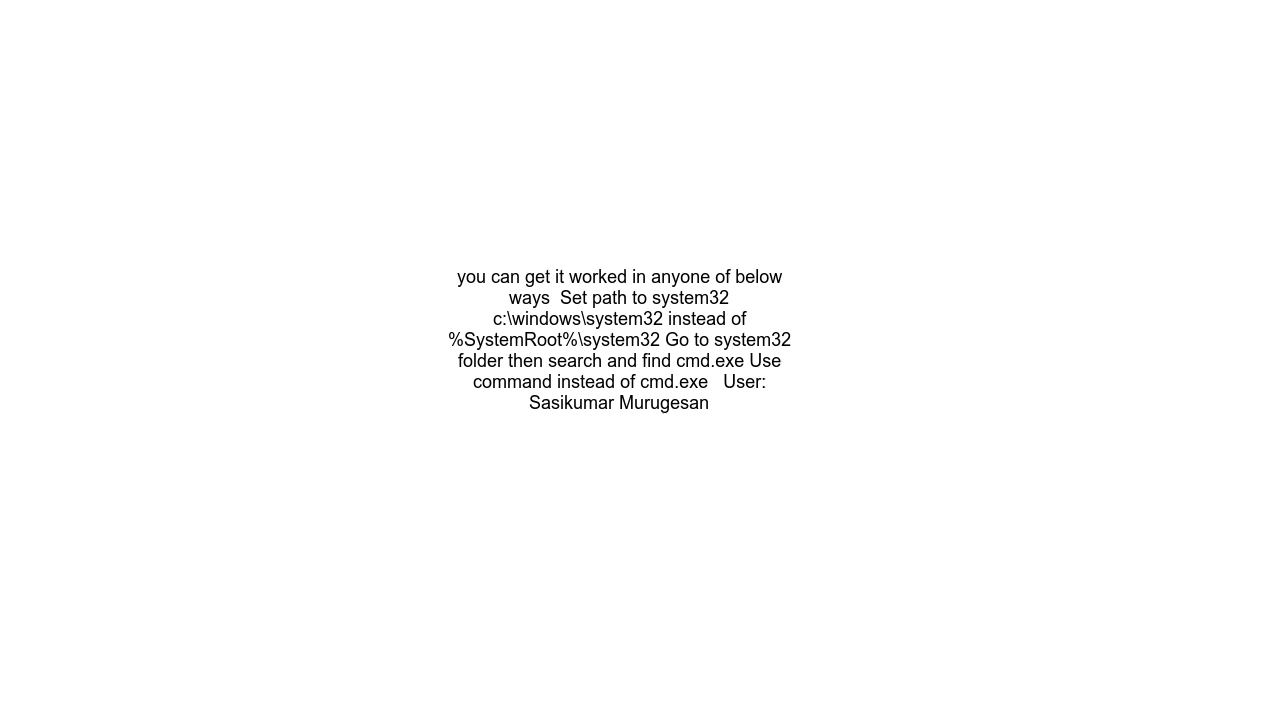 you can get it worked in anyone of below
ways  Set path to system32
c:\windows\system32 instead of
%SystemRoot%\system32 Go to system32
folder then search and find cmd.exe Use
command instead of cmd.exe   User:
Sasikumar Murugesan